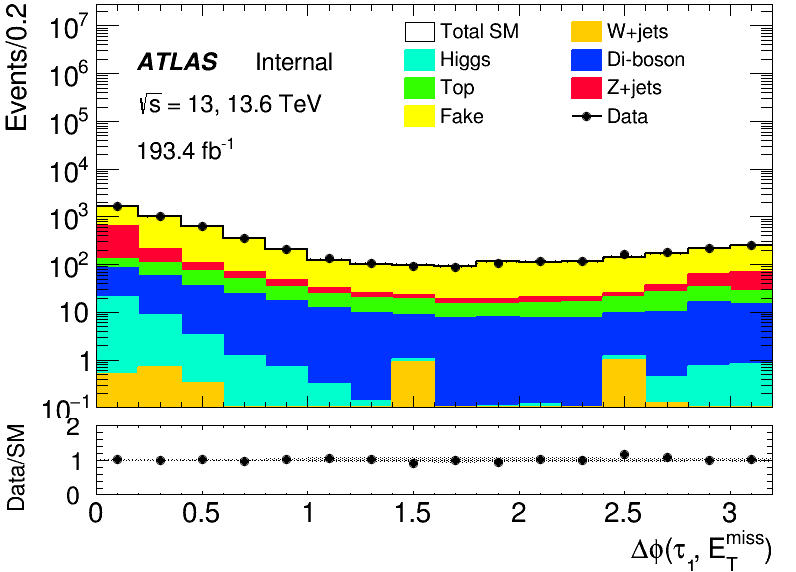 Events/0.2
10⁷
10⁶
10⁵
10⁴
10³
10²
10
1
10⁻¹
ATLAS Internal
√s = 13, 13.6 TeV
193.4 fb⁻¹
Total SM
Higgs
Top
Fake
W+jets
Di-boson
Z+jets
Data
Data/SM
2
1
0
0 0.5 1 1.5 2 2.5 3
Δϕ(τ₁, E_T^miss)